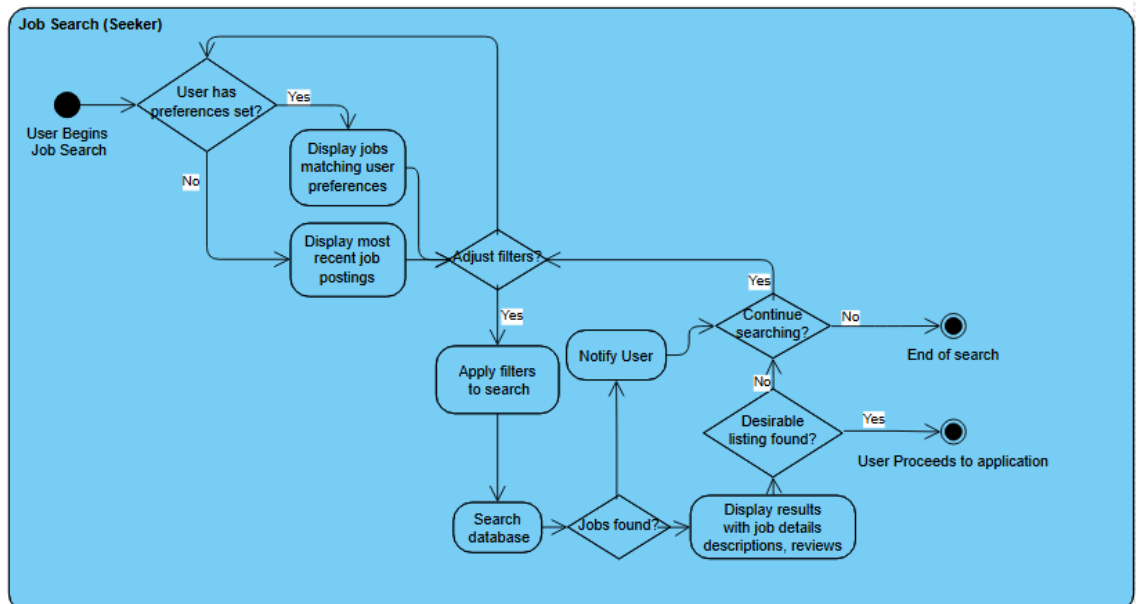 Job Search (Seeker)
User has
preferences set?
Yes
User Begins
Job Search
Display jobs
matching user
preferences
No
Display most
recent job
postings
Adjust filters?
Yes
Yes
Continue
searching?
No
End of search
Notify User
Apply filters
to search
No
Desirable
listing found?
Yes
User Proceeds to application
Search
database
Jobs found?
Display results
with job details
descriptions, reviews